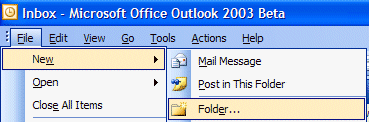 Inbox - Microsoft Office Outlook 2003 Beta
File Edit View Go Tools Actions Help
New
Mail Message
Open
Post in This Folder
Close All Items
Folder...